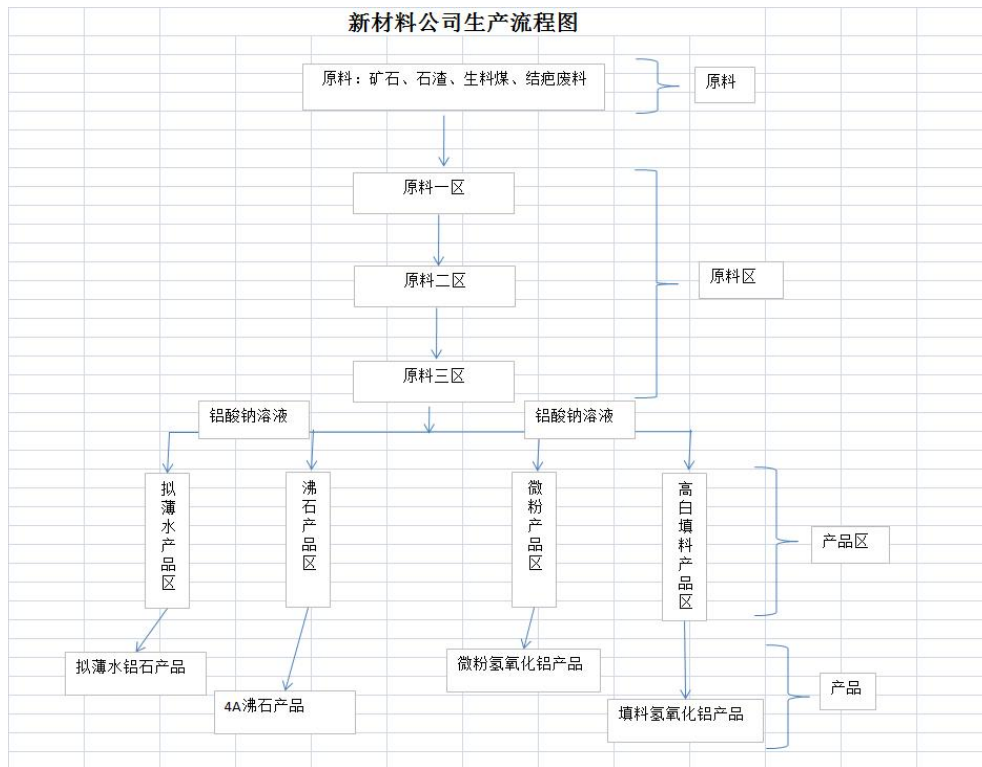 新材料公司生产流程图
原料：矿石、石渣、生料煤、结疤废料
原料
原料一区
原料二区
原料区
原料三区
铝酸钠溶液
铝酸钠溶液
拟薄水产品区
沸石产品区
微粉产品区
高白填料产品区
产品区
拟薄水铝石产品
4A沸石产品
微粉氢氧化铝产品
填料氢氧化铝产品
产品